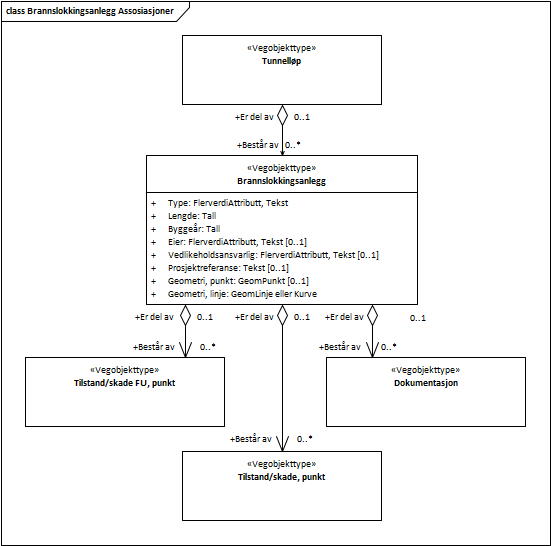 class Brannslokkingsanlegg Assosiasjoner
«Vegobjekttype»
Tunnelløp
+Er del av 0..1
+Består av 0..*
«Vegobjekttype»
Brannslokkingsanlegg
+ Type: FlerverdiAttributt, Tekst
+ Lengde: Tall
+ Byggeår: Tall
+ Eier: FlerverdiAttributt, Tekst [0..1]
+ Vedlikeholdsansvarlig: FlerverdiAttributt, Tekst [0..1]
+ Prosjektreferanse: Tekst [0..1]
+ Geometri, punkt: GeomPunkt [0..1]
+ Geometri, linje: GeomLinje eller Kurve
+Er del av 0..1 +Er del av 0..1 +Er del av 0..1
+Består av 0..* +Består av 0..*
«Vegobjekttype» «Vegobjekttype»
Tilstand/skade FU, punkt Dokumentasjon
+Består av 0..*
«Vegobjekttype»
Tilstand/skade, punkt